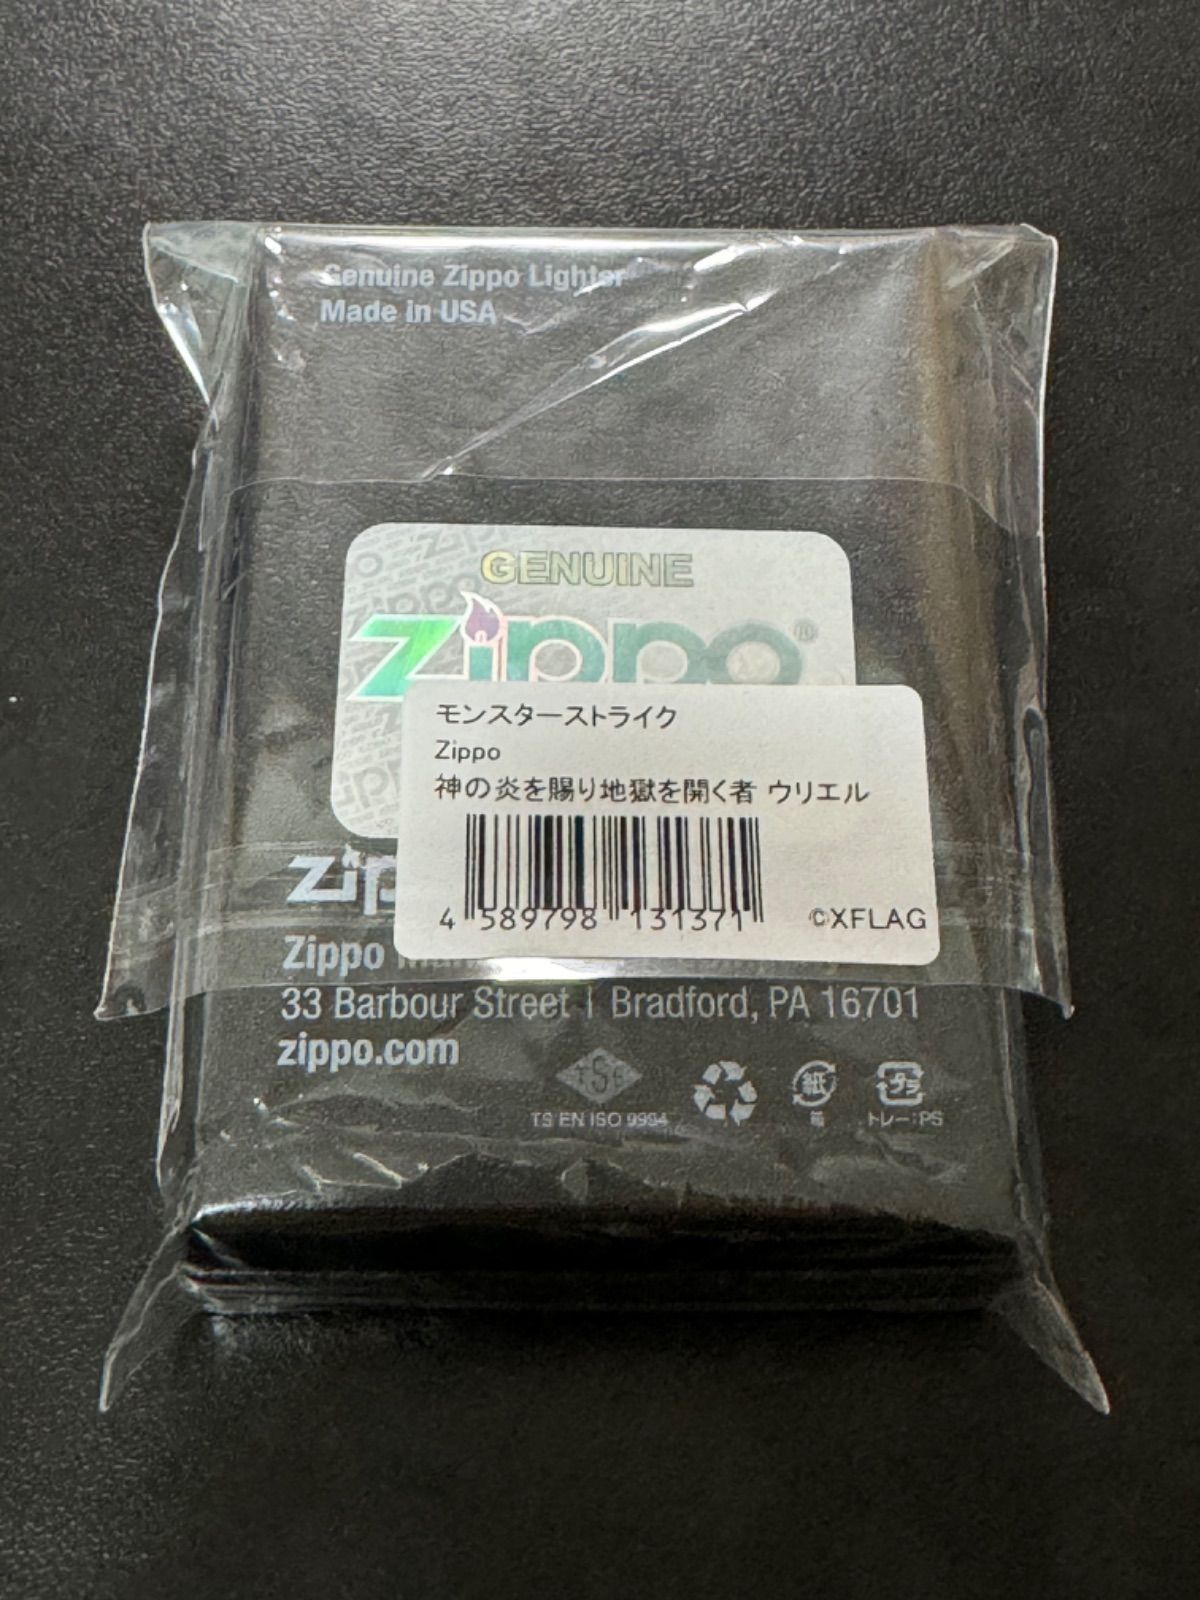 Genuine Zippo Lighter
Made in USA
GENUINE
Zippo®
モンスターストライク
Zippo
神の炎を賜り地獄を開く者 ウリエル
4 589798 131371
©XFLAG
Zippo
33 Barbour Street | Bradford, PA 16701
zippo.com
TSE
TS EN ISO 9994
紙
箱
プラ
トレー:PS